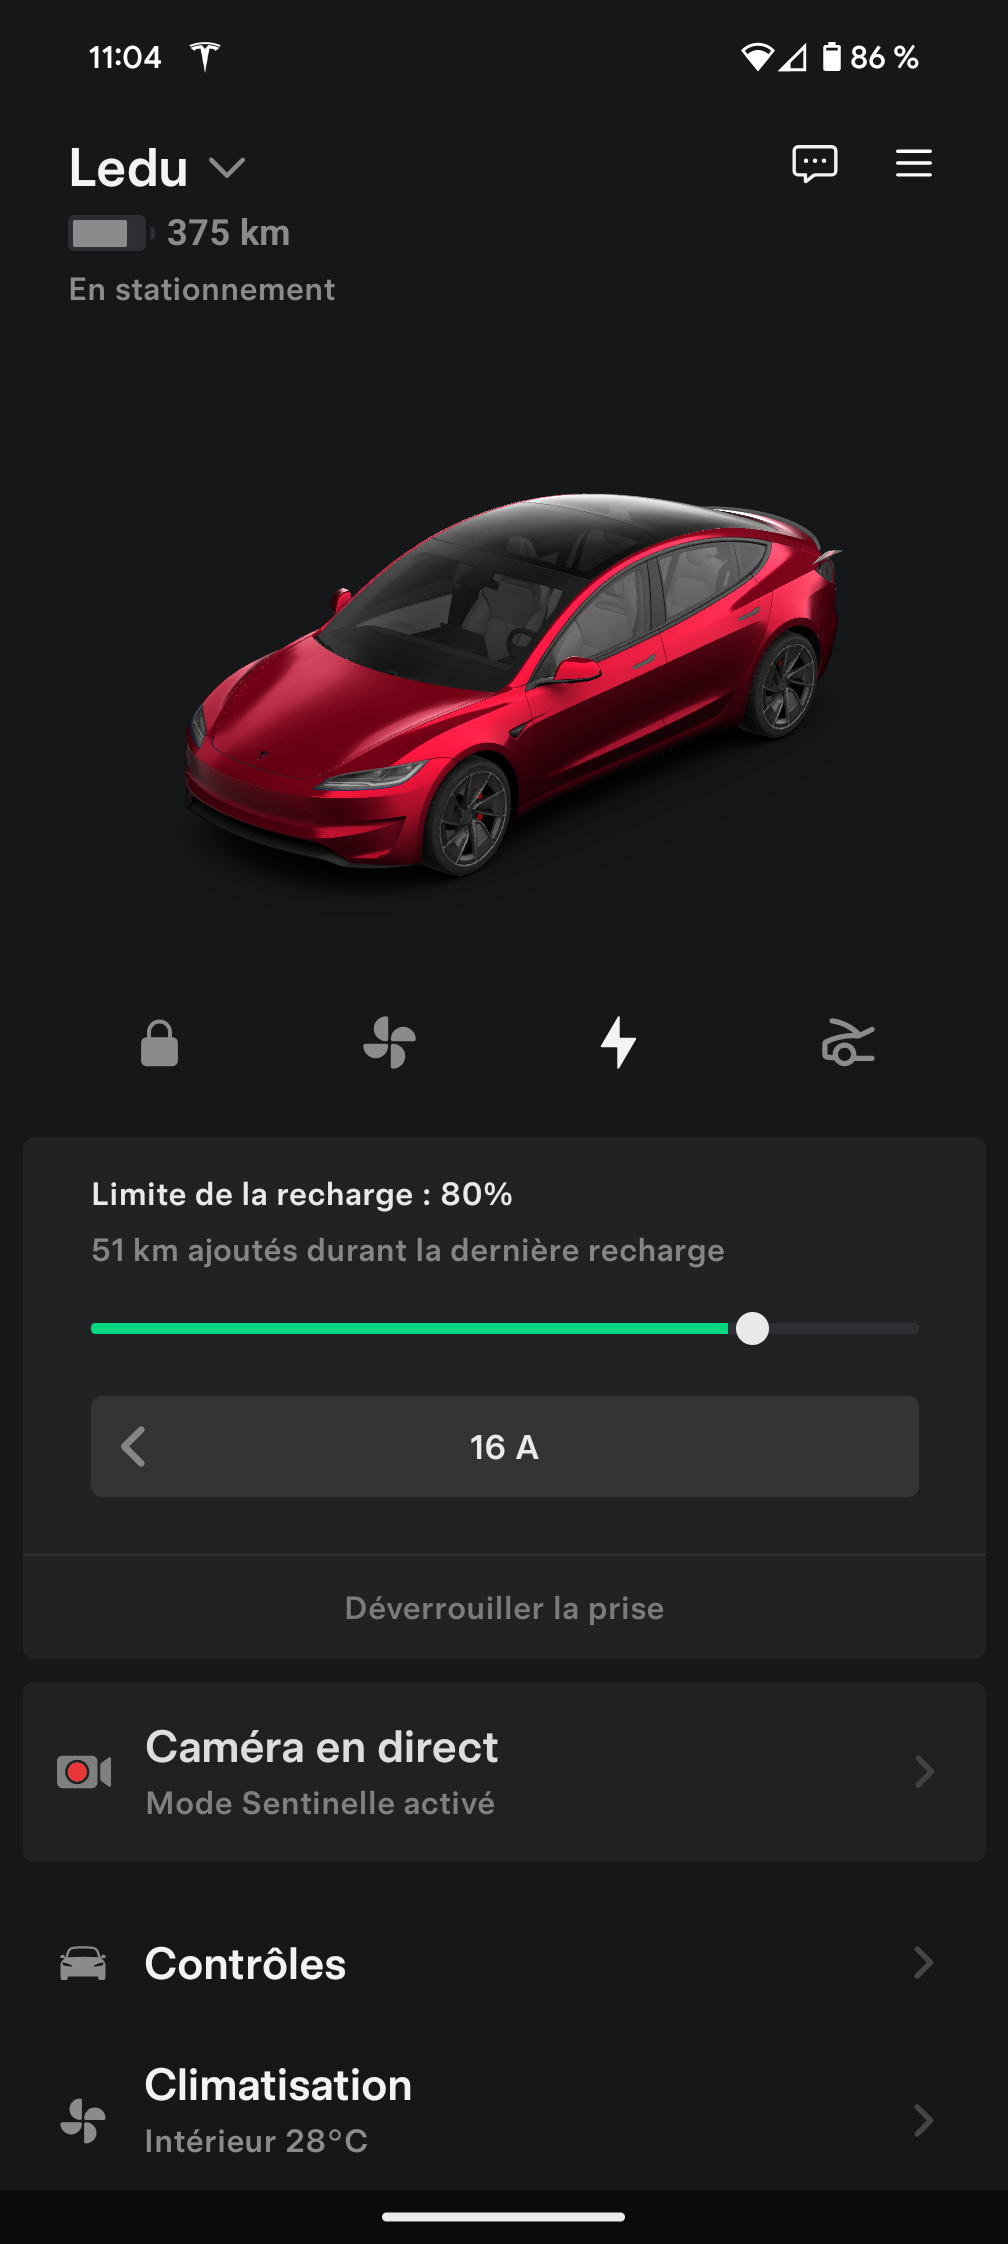 11:04
86 %
Ledu
375 km
En stationnement
Limite de la recharge : 80%
51 km ajoutés durant la dernière recharge
16 A
Déverrouiller la prise
Caméra en direct
Mode Sentinelle activé
Contrôles
Climatisation
Intérieur 28°C